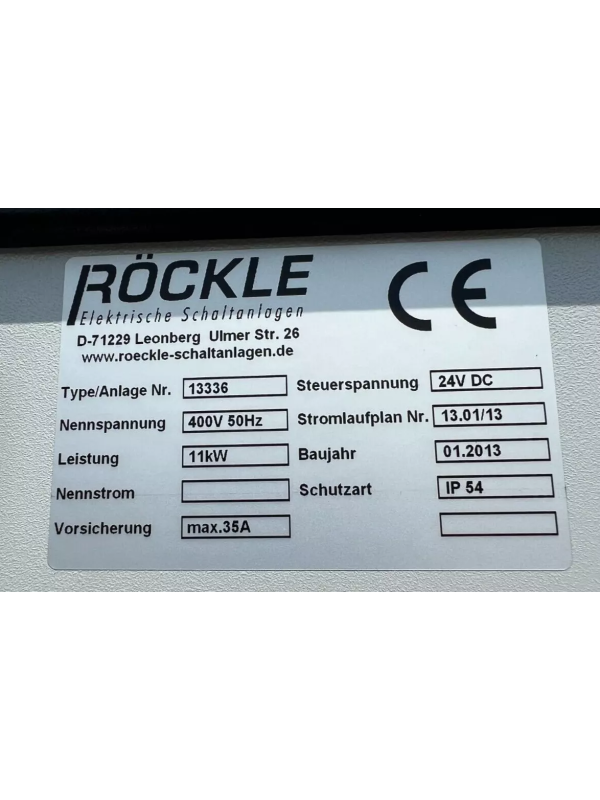 RÖCKLE
Elektrische Schaltanlagen
D-71229 Leonberg Ulmer Str. 26
www.roeckle-schaltanlagen.de
CE
Type/Anlage Nr. 13336 Steuerspannung 24V DC
Nennspannung 400V 50Hz Stromlaufplan Nr. 13.01/13
Leistung 11kW Baujahr 01.2013
Nennstrom Schutzart IP 54
Vorsicherung max.35A